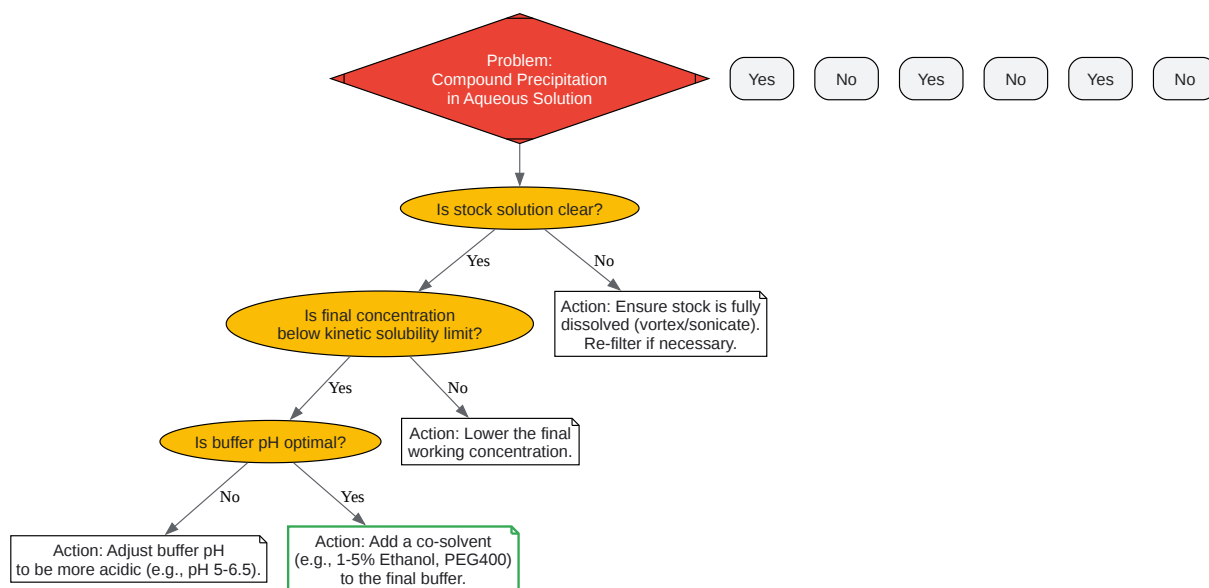 Problem:
Compound Precipitation
in Aqueous Solution
Yes
No
Yes
No
Yes
No
Is stock solution clear?
Yes
No
Is final concentration
below kinetic solubility limit?
Action: Ensure stock is fully
dissolved (vortex/sonicate).
Re-filter if necessary.
Yes
No
Is buffer pH optimal?
Action: Lower the final
working concentration.
No
Yes
Action: Adjust buffer pH
to be more acidic (e.g., pH 5-6.5).
Action: Add a co-solvent
(e.g., 1-5% Ethanol, PEG400)
to the final buffer.